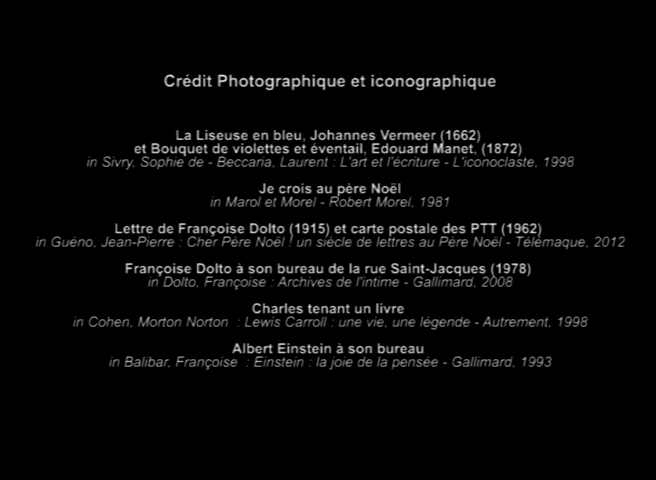 Crédit Photographique et iconographique
La Liseuse en bleu, Johannes Vermeer (1662)
et Bouquet de violettes et éventail, Edouard Manet, (1872)
in Sivry, Sophie de - Beccaria, Laurent : L'art et l'écriture - L'iconoclaste, 1998
Je crois au père Noël
in Marol et Morel - Robert Morel, 1981
Lettre de Françoise Dolto (1915) et carte postale des PTT (1962)
in Guéno, Jean-Pierre : Cher Père Noël ! un siècle de lettres au Père Noël - Télémaque, 2012
Françoise Dolto à son bureau de la rue Saint-Jacques (1978)
in Dolto, Françoise : Archives de l'intime - Gallimard, 2008
Charles tenant un livre
in Cohen, Morton Norton : Lewis Carroll : une vie, une légende - Autrement, 1998
Albert Einstein à son bureau
in Balibar, Françoise : Einstein : la joie de la pensée - Gallimard, 1993